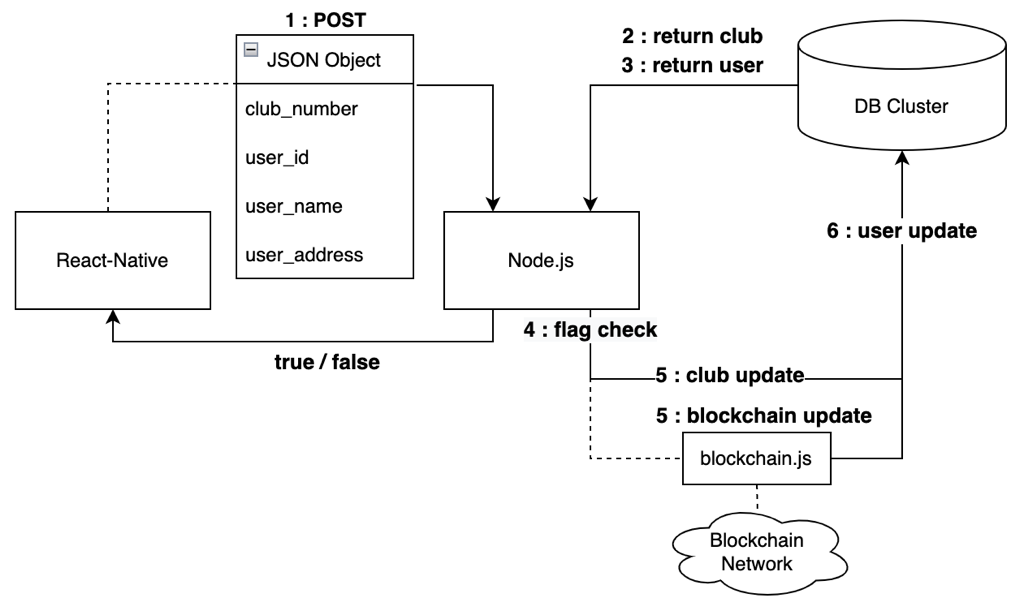 1 : POST
JSON Object
club_number
user_id
user_name
user_address
2 : return club
3 : return user
DB Cluster
React-Native
Node.js
6 : user update
4 : flag check
true / false
5 : club update
5 : blockchain update
blockchain.js
Blockchain
Network